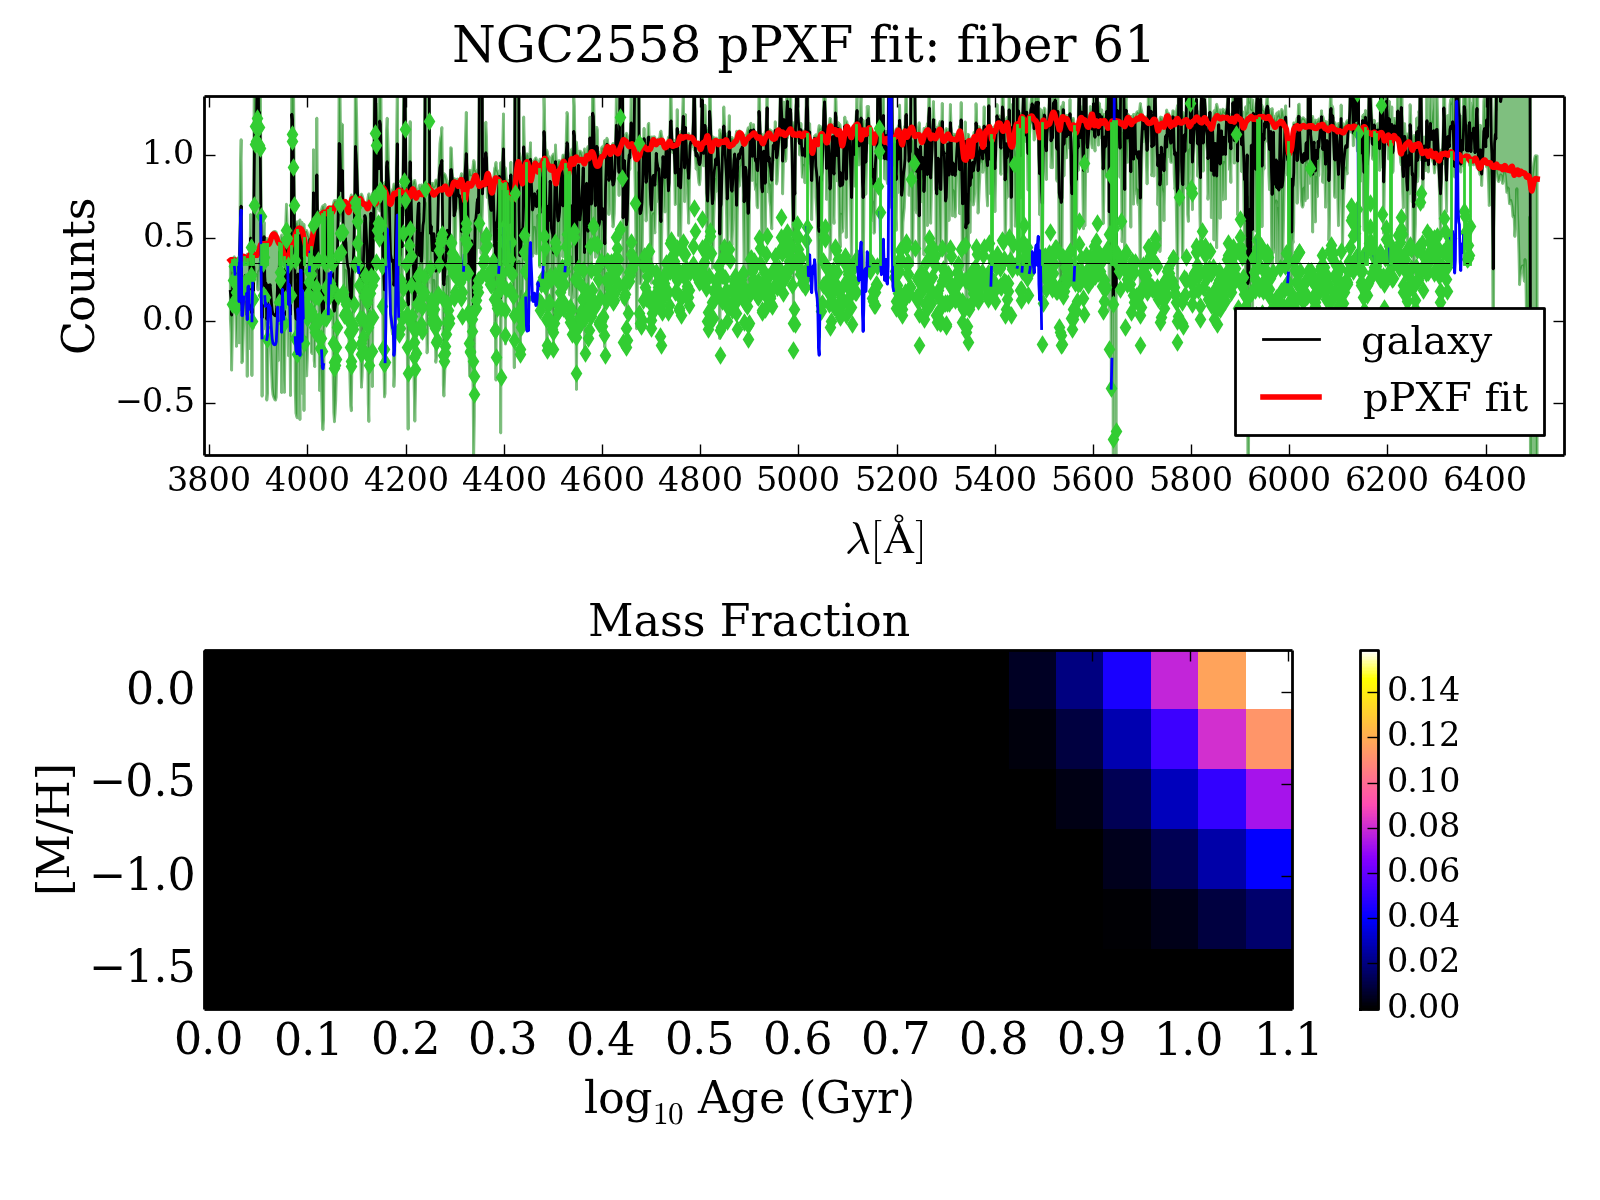 NGC2558 pPXF fit: fiber 61
Counts
1.0
0.5
0.0
−0.5
galaxy
pPXF fit
3800 4000 4200 4400 4600 4800 5000 5200 5400 5600 5800 6000 6200 6400
λ[Å]
Mass Fraction
[M/H]
0.0
−0.5
−1.0
−1.5
0.14
0.12
0.10
0.08
0.06
0.04
0.02
0.00
0.0 0.1 0.2 0.3 0.4 0.5 0.6 0.7 0.8 0.9 1.0 1.1
log₁₀ Age (Gyr)